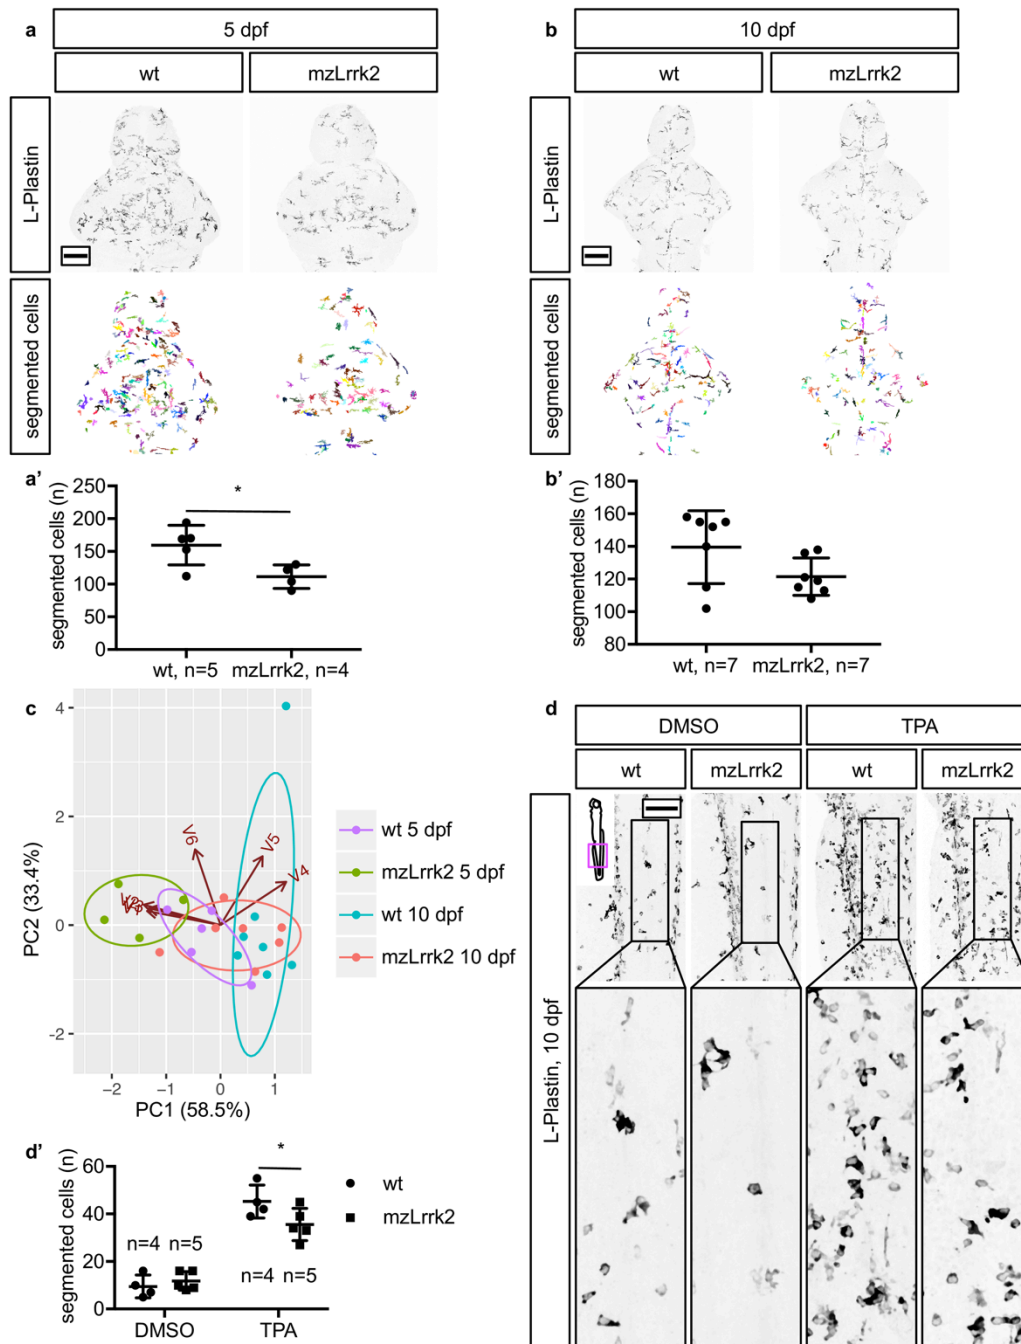 a
5 dpf
wt
mzLrrk2
L-Plastin
segmented cells
b
10 dpf
wt
mzLrrk2
L-Plastin
segmented cells
a'
segmented cells (n)
250
200
150
100
50
0
*
wt, n=5
mzLrrk2, n=4
b'
segmented cells (n)
180
160
140
120
100
80
wt, n=7
mzLrrk2, n=7
c
PC2 (33.4%)
4
2
0
−2
V6
V5
V4
−2
−1
0
1
2
PC1 (58.5%)
wt 5 dpf
mzLrrk2 5 dpf
wt 10 dpf
mzLrrk2 10 dpf
d
DMSO
TPA
wt
mzLrrk2
wt
mzLrrk2
L-Plastin, 10 dpf
d'
segmented cells (n)
60
40
20
0
*
n=4
n=5
n=4
n=5
DMSO
TPA
wt
mzLrrk2